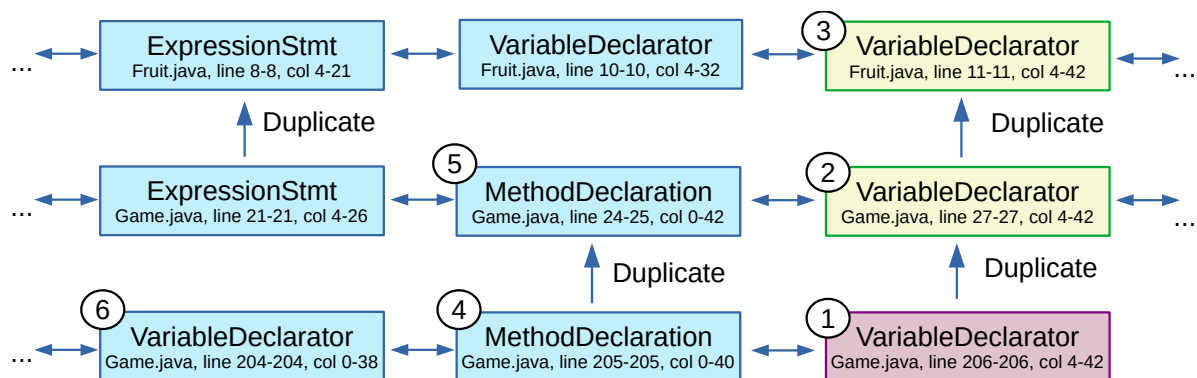 3
... ExpressionStmt VariableDeclarator VariableDeclarator ...
Fruit.java, line 8-8, col 4-21 Fruit.java, line 10-10, col 4-32 Fruit.java, line 11-11, col 4-42
Duplicate Duplicate
5 2
... ExpressionStmt MethodDeclaration VariableDeclarator ...
Game.java, line 21-21, col 4-26 Game.java, line 24-25, col 0-42 Game.java, line 27-27, col 4-42
Duplicate Duplicate
6 4 1
... VariableDeclarator MethodDeclaration VariableDeclarator
Game.java, line 204-204, col 0-38 Game.java, line 205-205, col 0-40 Game.java, line 206-206, col 4-42